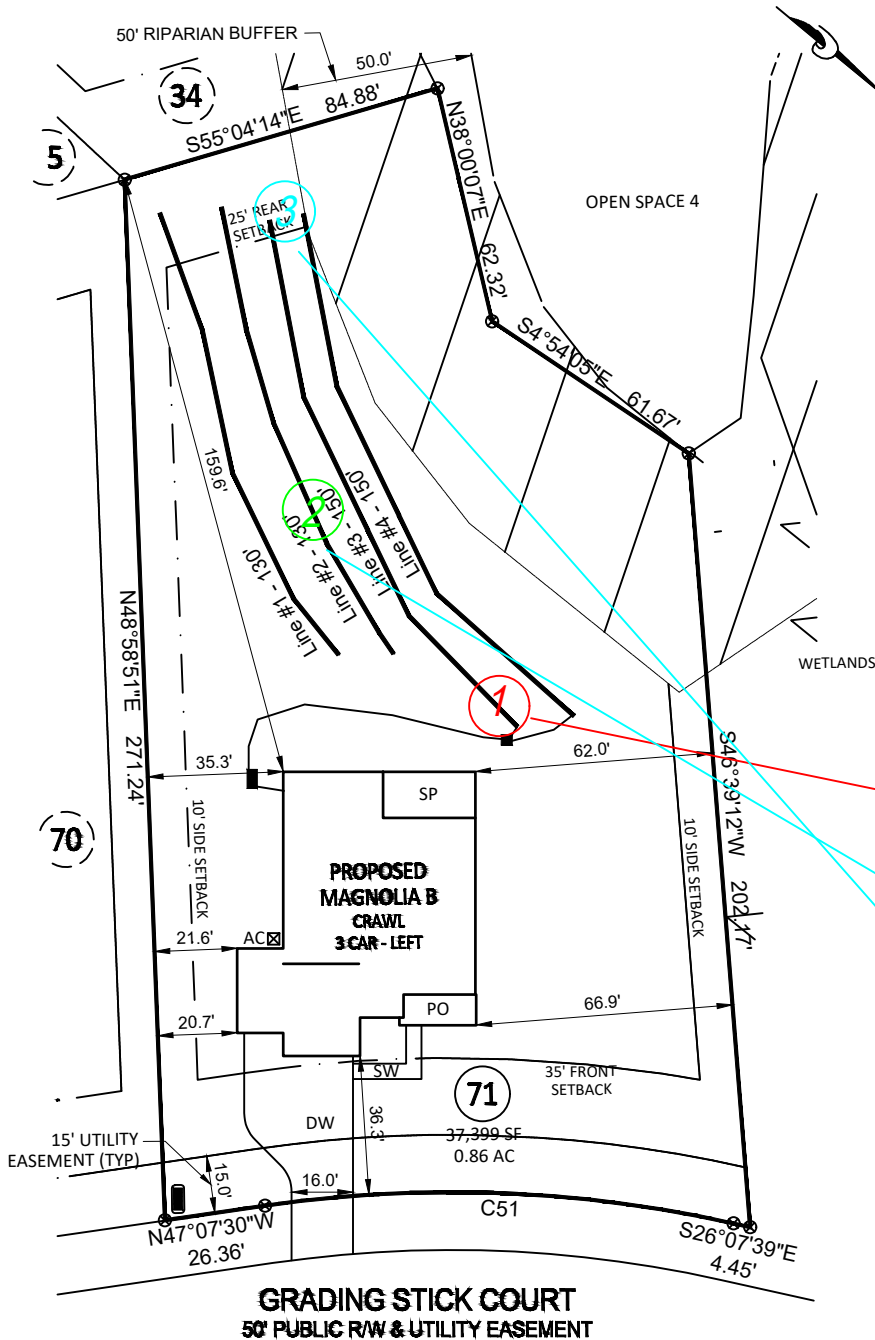 50' RIPARIAN BUFFER
50.0'
34
S55°04'14"E 84.88'
5
N38°00'07"E 62.32'
OPEN SPACE 4
25' REAR
SETBACK
3
S4°54'05"E 61.67'
159.6'
2
Line #1 - 130'
Line #2 - 130'
Line #3 - 150'
Line #4 - 150'
N48°58'51"E 271.24'
WETLANDS
1
62.0'
35.3'
S46°39'12"W 202.17'
SP
70
10' SIDE SETBACK
10' SIDE SETBACK
PROPOSED
MAGNOLIA B
CRAWL
3 CAR - LEFT
AC
21.6'
20.7'
PO
66.9'
SW
35' FRONT
SETBACK
71
37,399 SF
0.86 AC
DW
36.3'
15' UTILITY
EASEMENT (TYP)
15.0'
16.0'
C51
N47°07'30"W
26.36'
S26°07'39"E
4.45'
GRADING STICK COURT
50' PUBLIC R/W & UTILITY EASEMENT